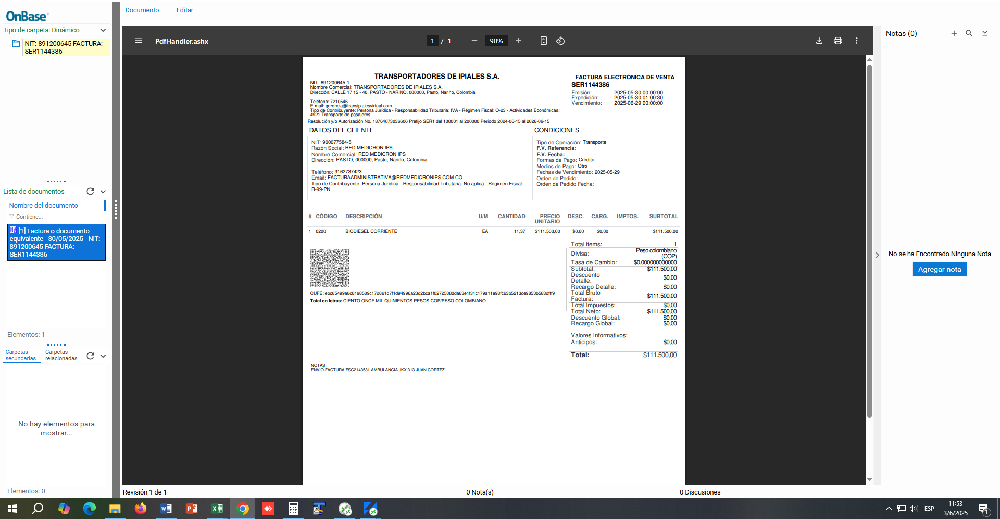 Documento
Editar
OnBase
Tipo de carpeta: Dinámico
NIT: 891200645 FACTURA:
SER1144386
Lista de documentos
Nombre del documento
Contiene...
[1] Factura o documento
equivalente - 30/05/2025 - NIT:
891200645 FACTURA:
SER1144386
Elementos: 1
Carpetas
secundarias
Carpetas
relacionadas
No hay elementos para
mostrar...
Elementos: 0
PdfHandler.ashx
1 / 1
90%
TRANSPORTADORES DE IPIALES S.A.
NIT: 891200645-1
Nombre Comercial: TRANSPORTADORES DE IPIALES S.A.
Dirección: CALLE 17 15 - 40, PASTO - NARIÑO, 000000, Pasto, Nariño, Colombia
Teléfono: 7210546
E-mail: gerencia@transipialesvirtual.com
Tipo de Contribuyente: Persona Jurídica - Responsabilidad Tributaria: IVA - Régimen Fiscal: O-23 - Actividades Económicas:
4921 Transporte de pasajeros
Resolución y/o Autorización No. 18764073036606 Prefijo SER1 del 100001 al 200000 Período 2024-06-15 al 2026-06-15
FACTURA ELECTRÓNICA DE VENTA
SER1144386
Emisión: 2025-05-30 00:00:00
Expedición: 2025-05-30 01:00:30
Vencimiento: 2025-06-29 00:00:00
DATOS DEL CLIENTE
NIT: 900077584-5
Razón Social: RED MEDICRON IPS
Nombre Comercial: RED MEDICRON IPS
Dirección: PASTO, 000000, Pasto, Nariño, Colombia
Teléfono: 3162737423
Email: FACTURAADMINISTRATIVA@REDMEDICRONIPS.COM.CO
Tipo de Contribuyente: Persona Jurídica - Responsabilidad Tributaria: No aplica - Régimen Fiscal:
R-99-PN
CONDICIONES
Tipo de Operación: Transporte
F.V. Referencia:
F.V. Fecha:
Formas de Pago: Crédito
Medios de Pago: Otro
Fechas de Vencimiento: 2025-05-29
Orden de Pedido:
Orden de Pedido Fecha:
# CÓDIGO DESCRIPCIÓN U/M CANTIDAD PRECIO UNITARIO DESC. CARG. IMPTOS. SUBTOTAL
1 0200 BIODIESEL CORRIENTE EA 11,37 $111.500,00 $0,00 $0,00 $111.500,00
CUFE: ebc85499a8c8198509c17d861d7f1d94996a23d2bca1f0272538dda63e1f31c179a11e98fc63b5213ce9853b583dfff9
Total en letras: CIENTO ONCE MIL QUINIENTOS PESOS COP/PESO COLOMBIANO
Total items: 1
Divisa: Peso colombiano (COP)
Tasa de Cambio: $0,000000000000
Subtotal: $111.500,00
Descuento Detalle: $0,00
Recargo Detalle: $0,00
Total Bruto Factura: $111.500,00
Total Impuestos: $0,00
Total Neto: $111.500,00
Descuento Global: $0,00
Recargo Global: $0,00
Valores Informativos:
Anticipos: $0,00
Total: $111.500,00
NOTAS:
ENVIO FACTURA FSC2143531 AMBULANCIA JKX 313 JUAN CORTEZ
Notas (0)
No se ha Encontrado Ninguna Nota
Agregar nota
Revisión 1 de 1
0 Nota(s)
0 Discusiones
ESP
11:53
3/6/2025
1